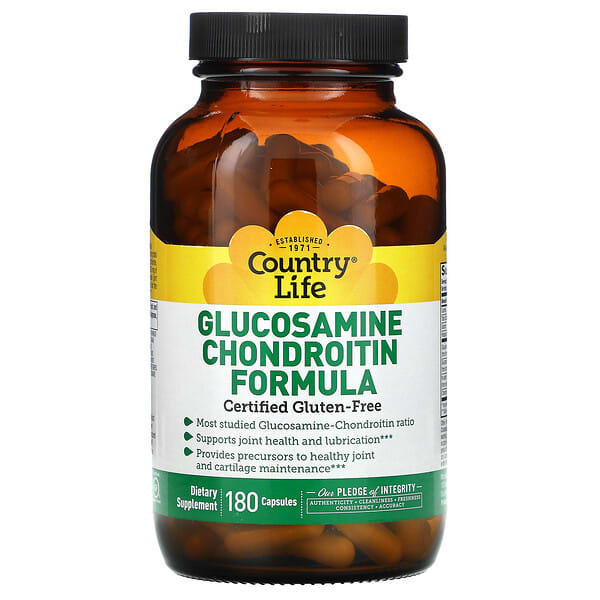 • ESTABLISHED •
1971
Country®
Life
GLUCOSAMINE
CHONDROITIN
FORMULA
Certified Gluten-Free
Most studied Glucosamine-Chondroitin ratio
Supports joint health and lubrication***
Provides precursors to healthy joint
and cartilage maintenance***
Dietary
Supplement
180 Capsules
Our PLEDGE of INTEGRITY
AUTHENTICITY • CLEANLINESS • FRESHNESS
CONSISTENCY • ACCURACY